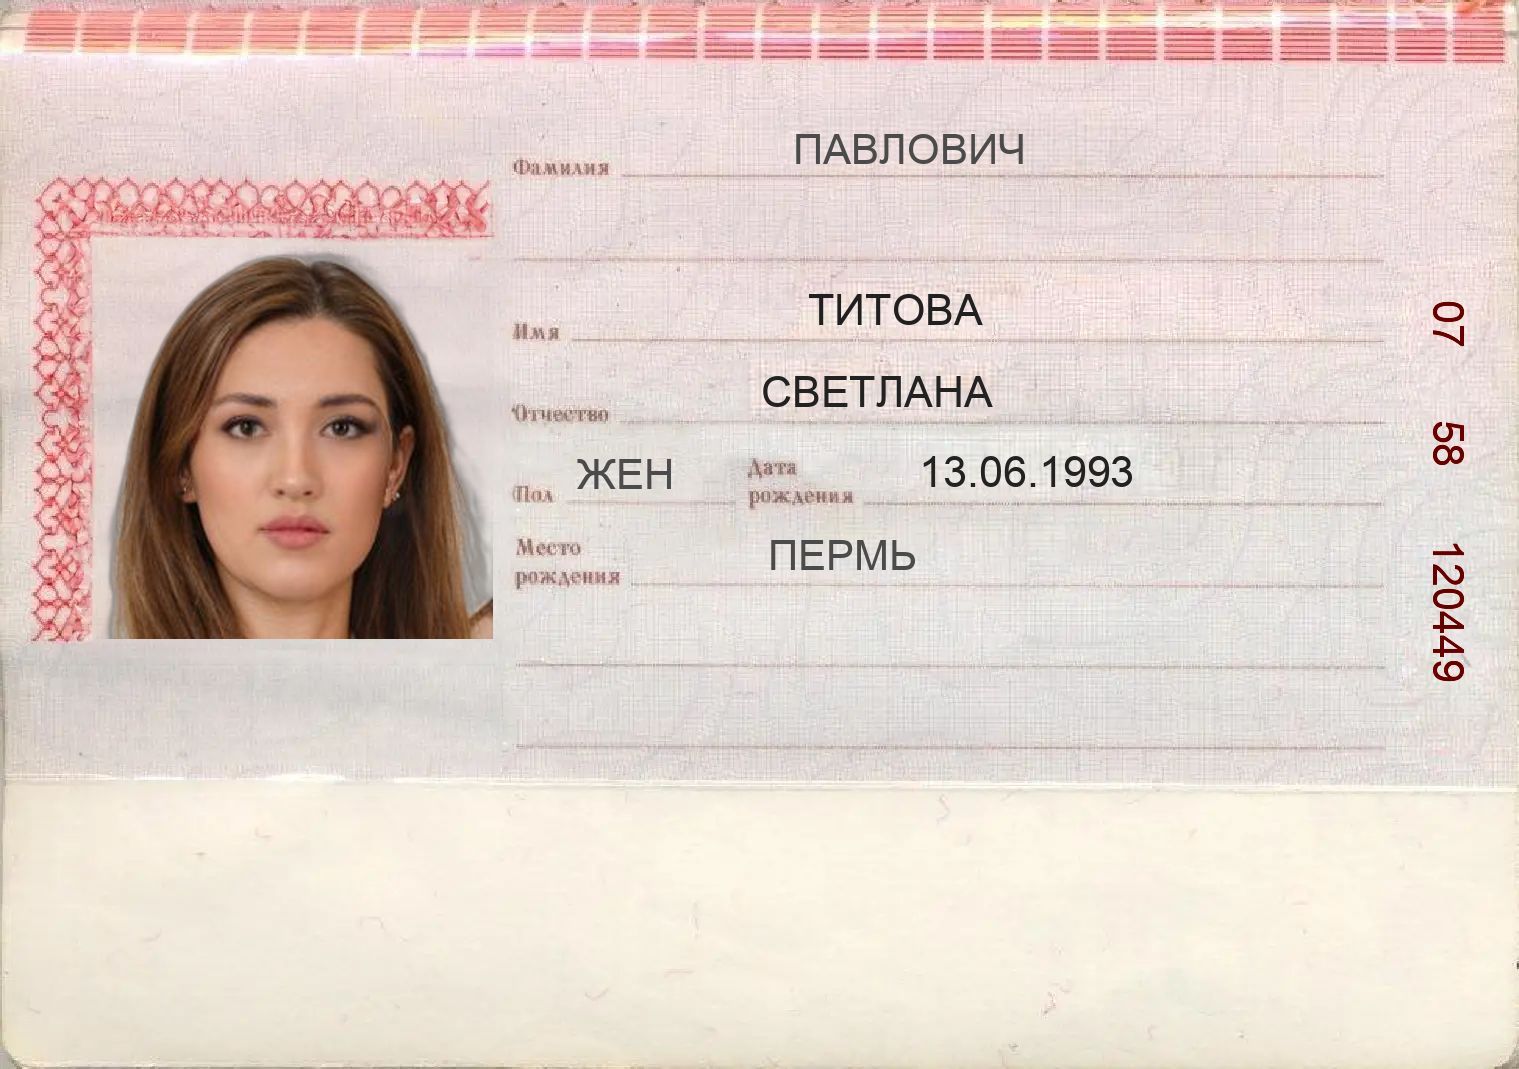 Фамилия ПАВЛОВИЧ
Имя ТИТОВА
Отчество СВЕТЛАНА
Пол ЖЕН Дата рождения 13.06.1993
Место рождения ПЕРМЬ
07 58 120449